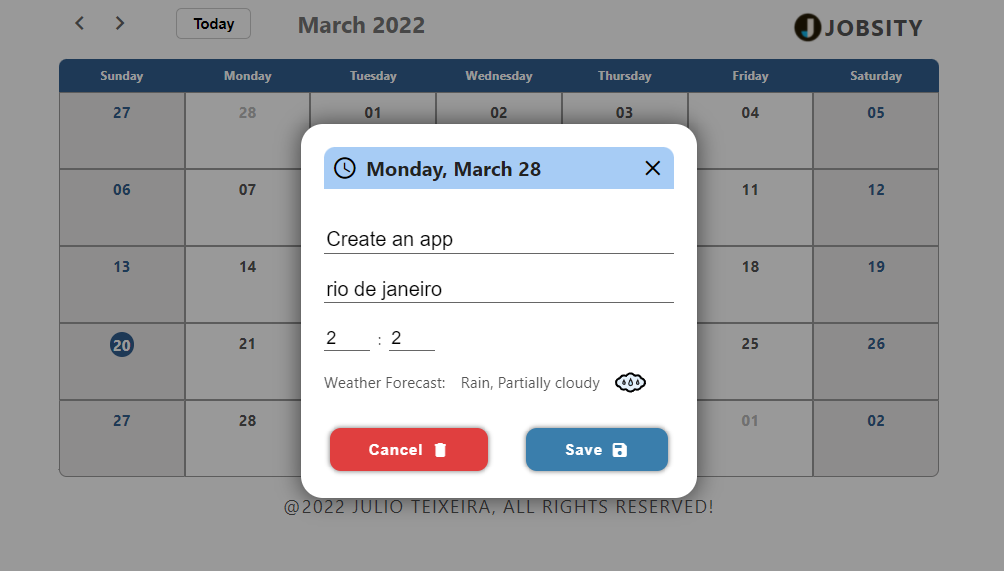 Today March 2022 JOBSITY
Sunday Monday Tuesday Wednesday Thursday Friday Saturday
27 28 01 02 03 04 05
Monday, March 28
06 07 11 12
Create an app
13 14 18 19
rio de janeiro
2 : 2
20 21 25 26
Weather Forecast: Rain, Partially cloudy
27 28 01 02
Cancel Save
@2022 JULIO TEIXEIRA, ALL RIGHTS RESERVED!